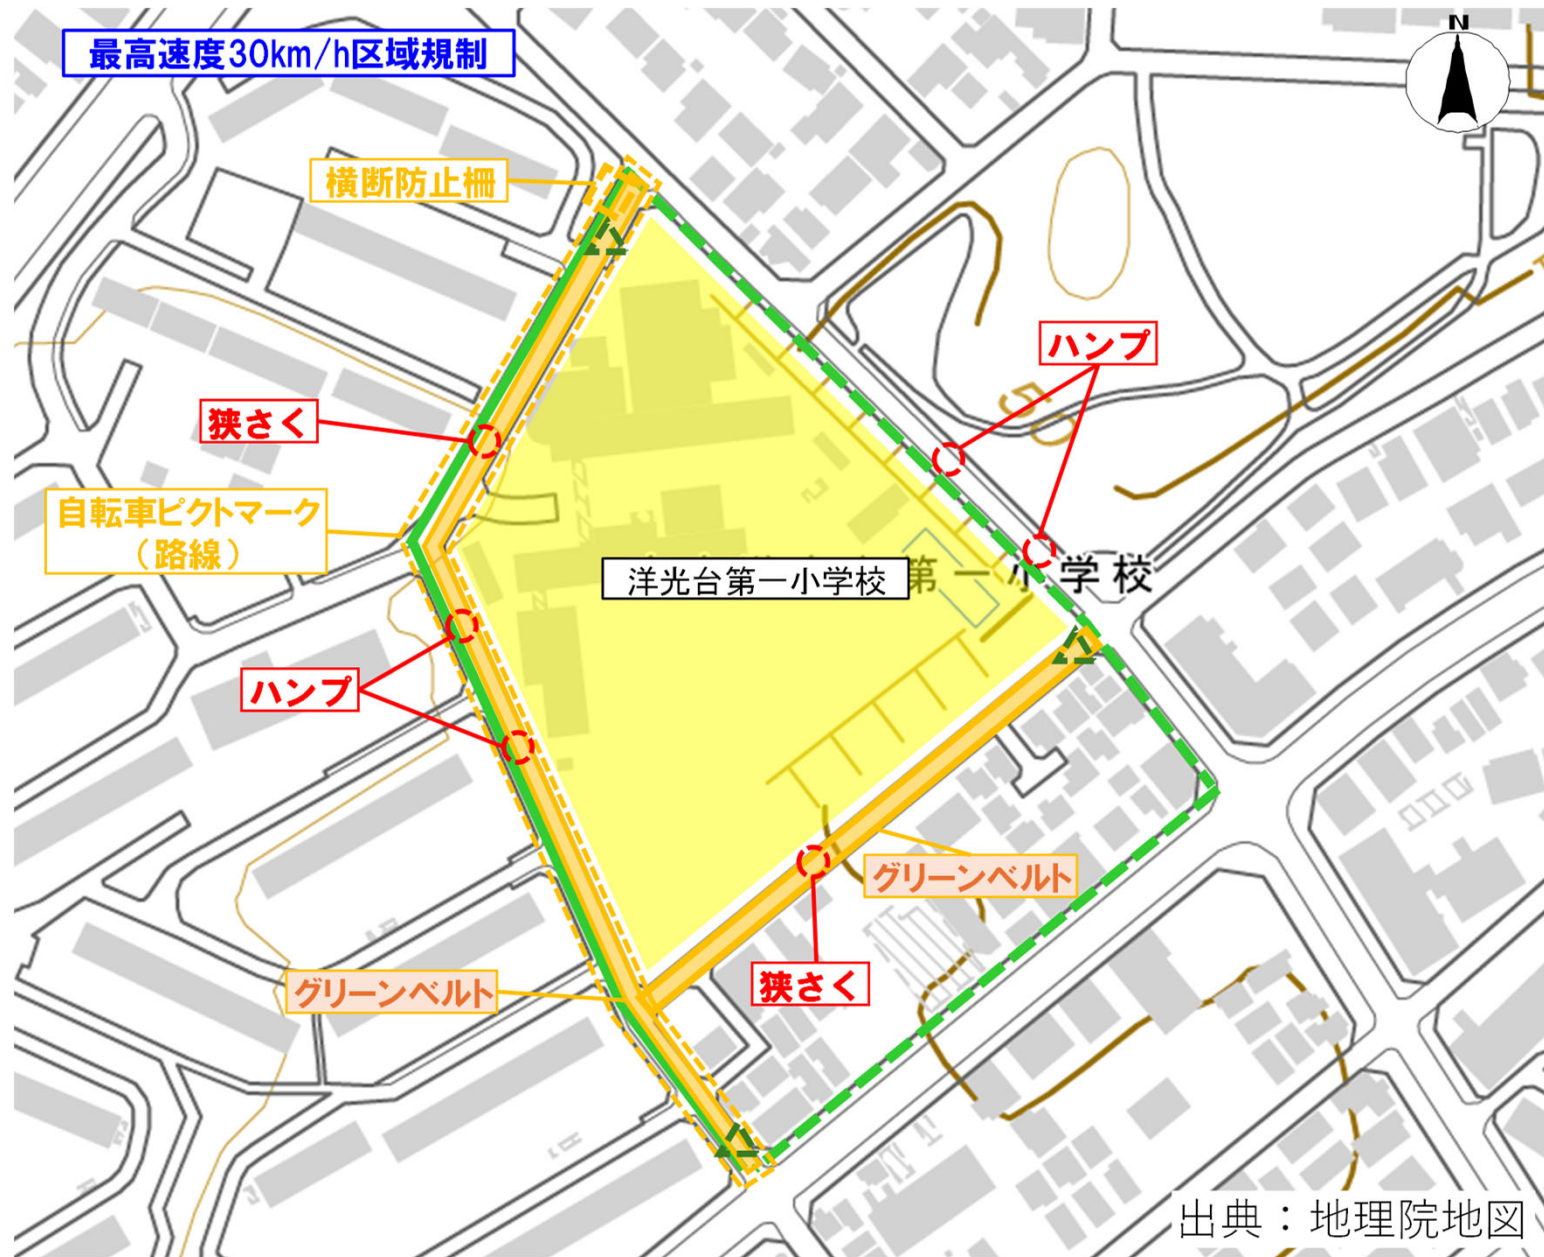 最高速度30km/h区域規制
N
横断防止柵
ハンプ
狭さく
50
自転車ピクトマーク
(路線)
洋光台第一小学校
第一小学校
ハンプ
グリーンベルト
グリーンベルト
狭さく
出典：地理院地図